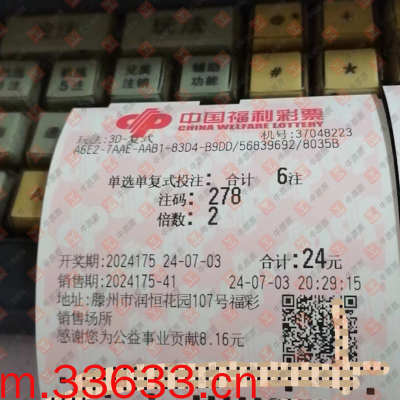 中国福利彩票
CHINA WELFARE LOTTERY
玩法:3D-复式 机号:37048223
A6E2-7AAE-AAB1-83D4-B9DD/56839692/8035B
单选单复式投注: 合计 6注
注码: 278
倍数: 2
开奖期:2024175 24-07-03 合计:24元
销售期:2024175-41 24-07-03 20:29:15
地址:滕州市润恒花园107号福彩
销售场所
感谢您为公益事业贡献8.16元
辅助
功能
*
#
m.33633.cn